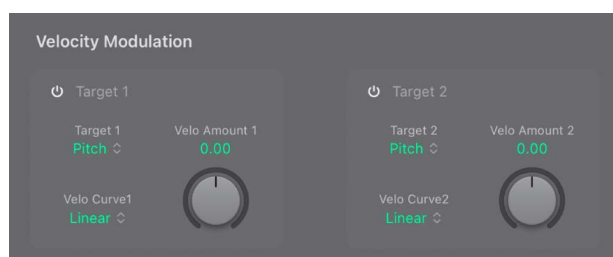 Velocity Modulation
Target 1
Target 2
Target 1
Velo Amount 1
Target 2
Velo Amount 2
Pitch
0.00
Pitch
0.00
Velo Curve1
Velo Curve2
Linear
Linear